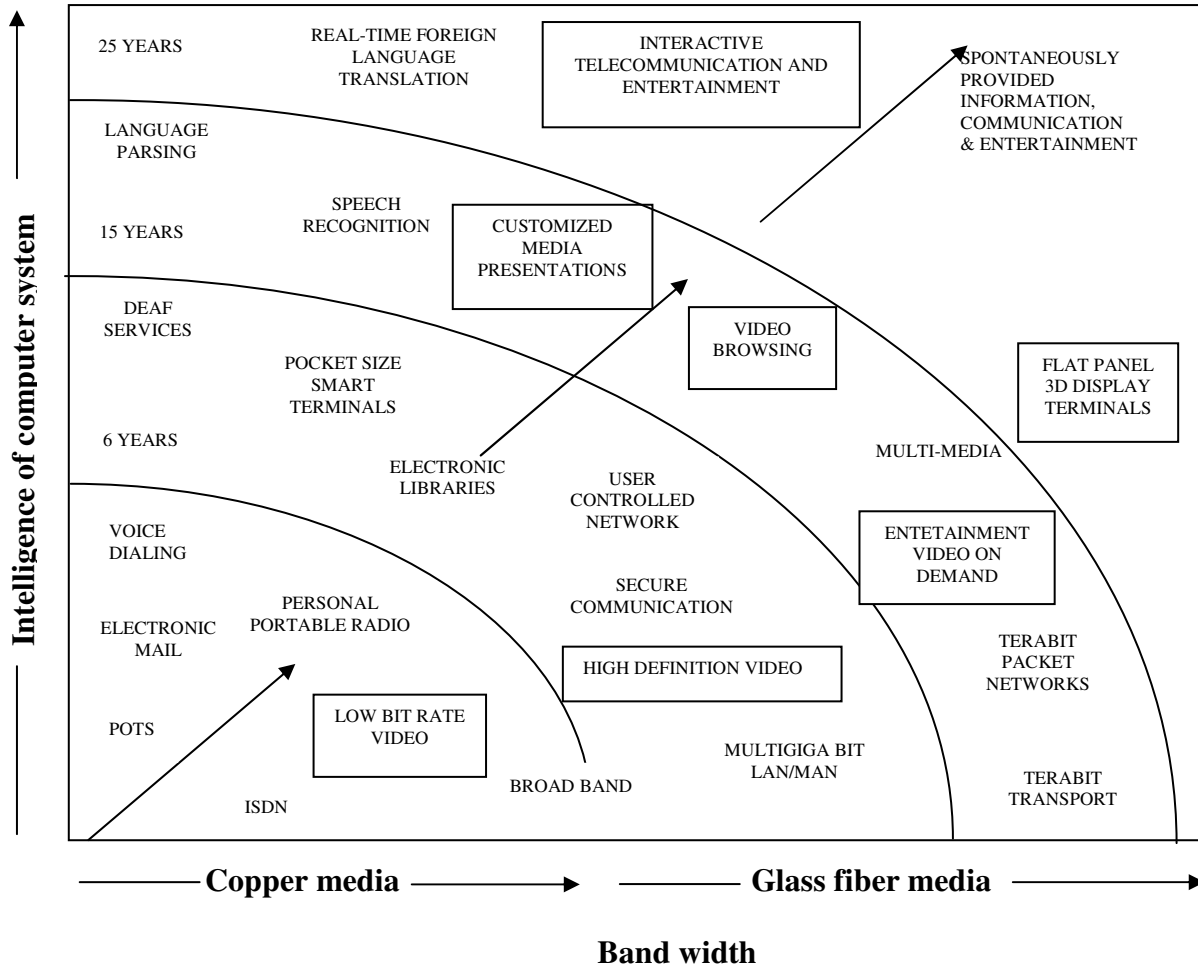 25 YEARS
REAL-TIME FOREIGN
LANGUAGE
TRANSLATION
INTERACTIVE
TELECOMMUNICATION AND
ENTERTAINMENT
SPONTANEOUSLY
PROVIDED
INFORMATION,
COMMUNICATION
& ENTERTAINMENT
LANGUAGE
PARSING
SPEECH
RECOGNITION
15 YEARS
CUSTOMIZED
MEDIA
PRESENTATIONS
DEAF
SERVICES
VIDEO
BROWSING
POCKET SIZE
SMART
TERMINALS
FLAT PANEL
3D DISPLAY
TERMINALS
6 YEARS
ELECTRONIC
LIBRARIES
USER
CONTROLLED
NETWORK
MULTI-MEDIA
VOICE
DIALING
ENTETAINMENT
VIDEO ON
DEMAND
SECURE
COMMUNICATION
PERSONAL
PORTABLE RADIO
ELECTRONIC
MAIL
TERABIT
PACKET
NETWORKS
HIGH DEFINITION VIDEO
LOW BIT RATE
VIDEO
POTS
MULTIGIGA BIT
LAN/MAN
BROAD BAND
ISDN
TERABIT
TRANSPORT
Intelligence of computer system
Copper media
Glass fiber media
Band width